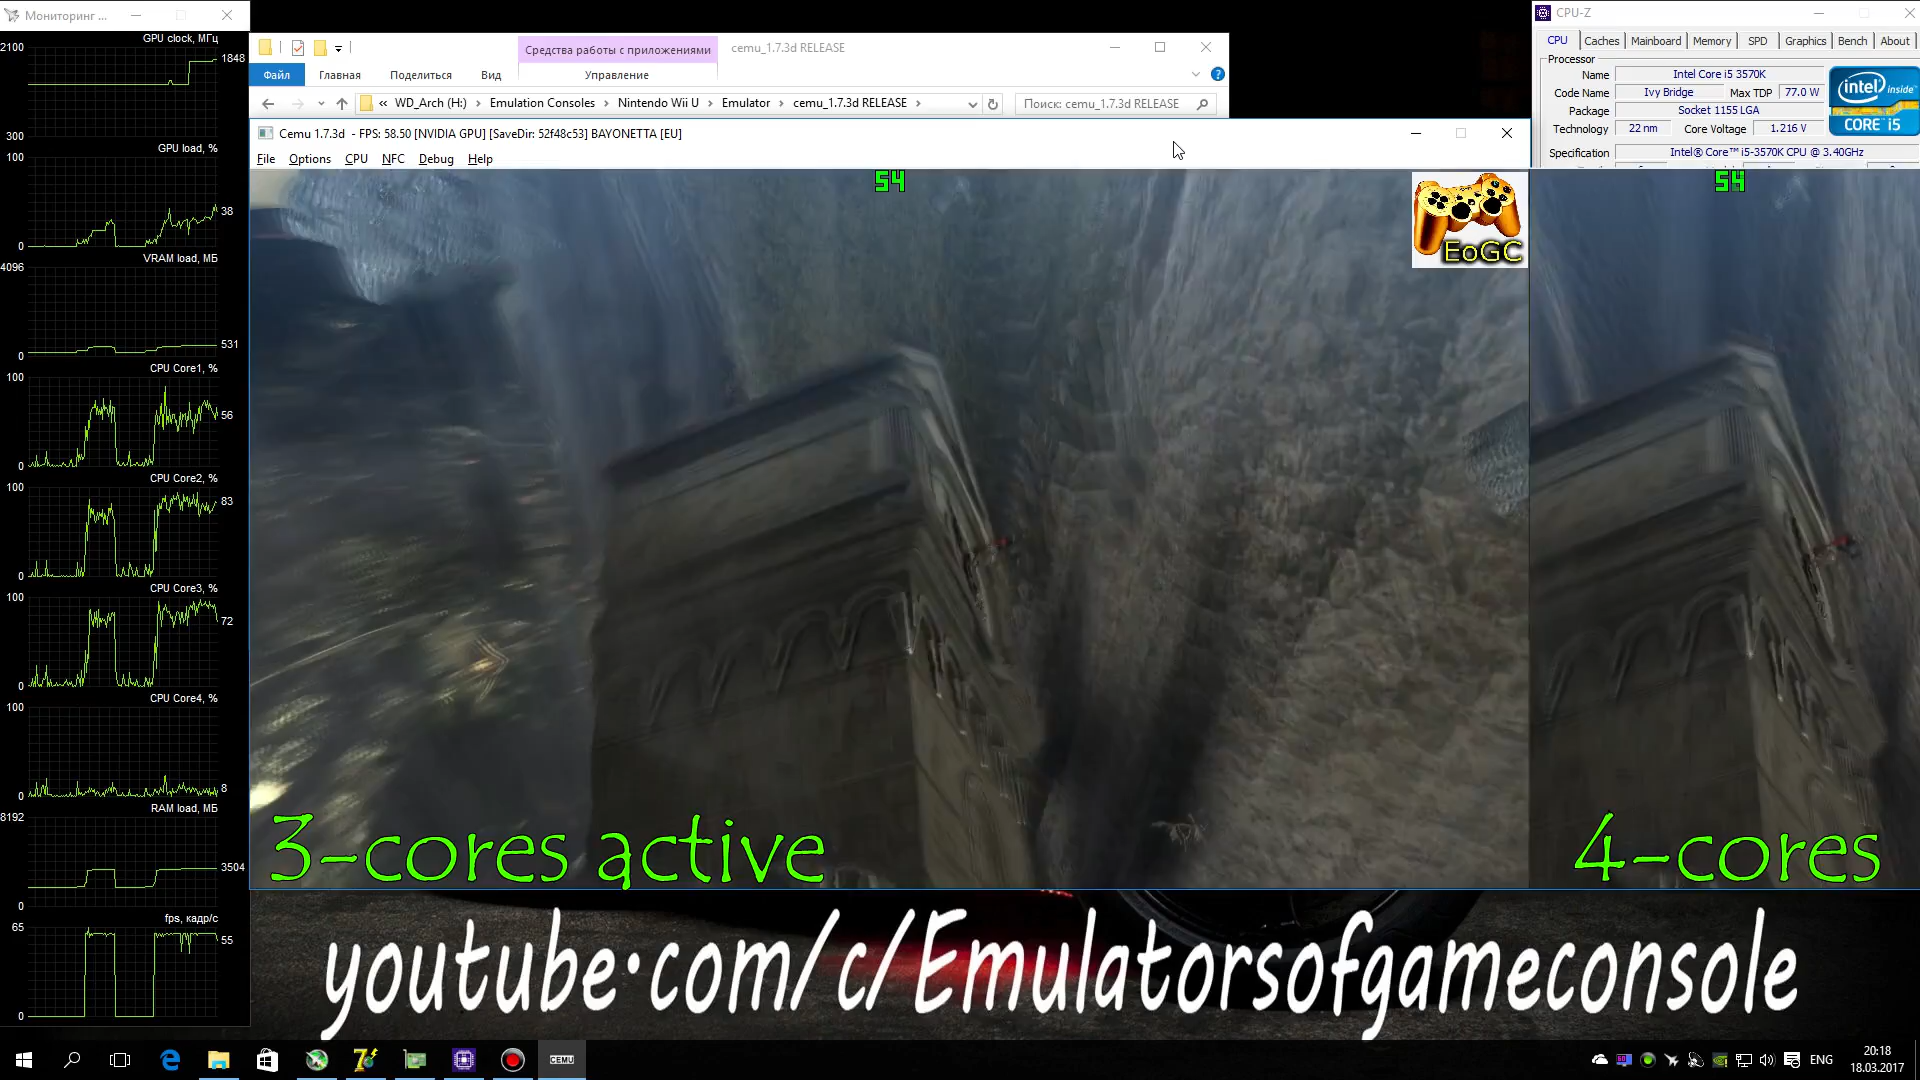 Мониторинг ...
GPU clock, МГц
2100
1848
300
GPU load, %
100
38
0
VRAM load, МБ
4096
531
0
CPU Core1, %
100
56
0
CPU Core2, %
100
83
0
CPU Core3, %
100
72
0
CPU Core4, %
100
8
0
RAM load, МБ
8192
3504
0
fps, кадр/с
65
55
0
Средства работы с приложениями
cemu_1.7.3d RELEASE
Файл
Главная
Поделиться
Вид
Управление
« WD_Arch (H:) › Emulation Consoles › Nintendo Wii U › Emulator › cemu_1.7.3d RELEASE ›
Поиск: cemu_1.7.3d RELEASE
Cemu 1.7.3d - FPS: 58.50 [NVIDIA GPU] [SaveDir: 52f48c53] BAYONETTA [EU]
File Options CPU NFC Debug Help
54
EoGC
3-cores active
CPU-Z
CPU Caches Mainboard Memory SPD Graphics Bench About
Processor
Name Intel Core i5 3570K
Code Name Ivy Bridge Max TDP 77.0 W
Package Socket 1155 LGA
Technology 22 nm Core Voltage 1.216 V
Specification Intel® Core™ i5-3570K CPU @ 3.40GHz
intel inside™
CORE i5
54
4-cores
youtube.com/c/Emulatorsofgameconsole
CEMU
ENG
20:18
18.03.2017